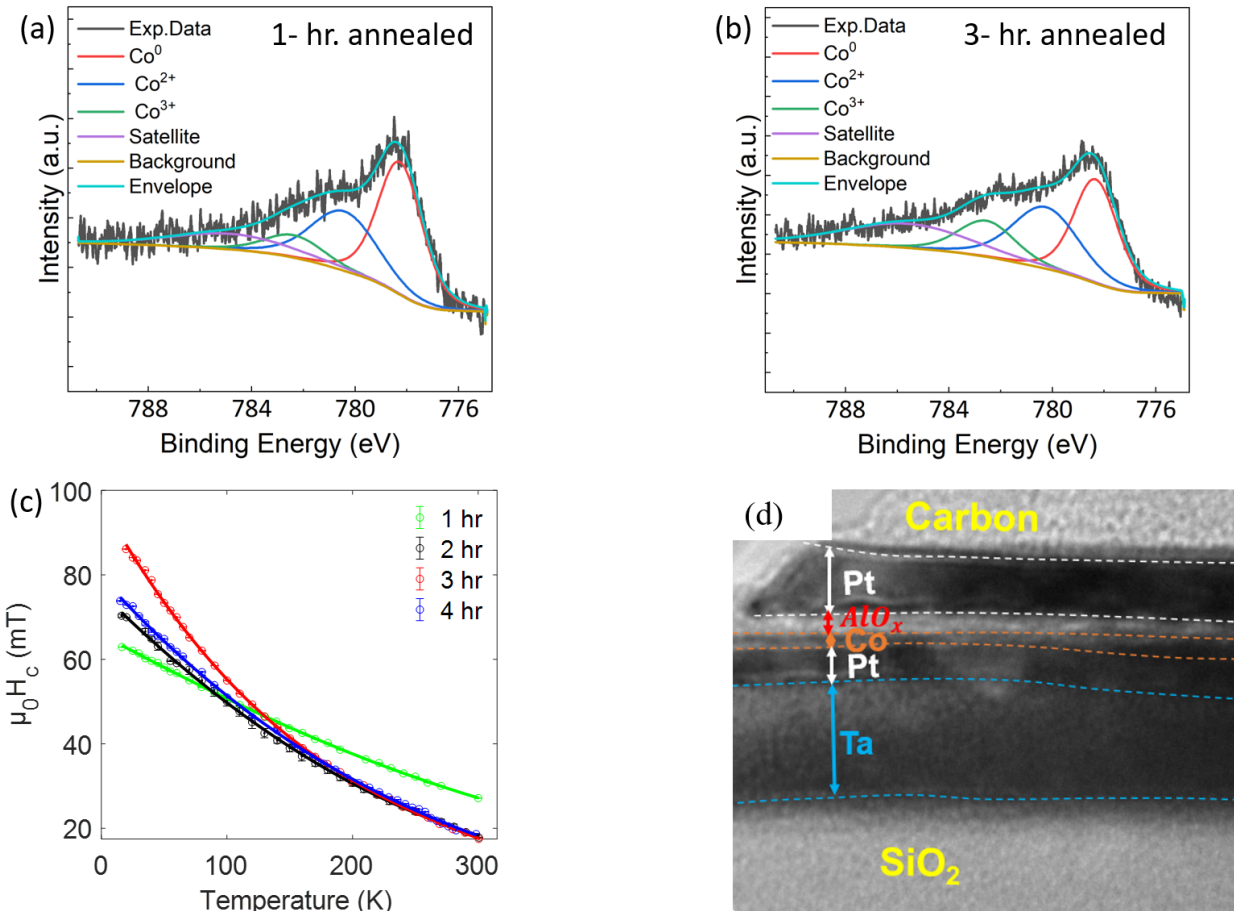 (a)
1- hr. annealed
Exp.Data
Co⁰
Co²⁺
Co³⁺
Satellite
Background
Envelope
Intensity (a.u.)
788 784 780 776
Binding Energy (eV)
(b)
3- hr. annealed
Exp.Data
Co⁰
Co²⁺
Co³⁺
Satellite
Background
Envelope
Intensity (a.u.)
788 784 780 776
Binding Energy (eV)
(c)
100
80
60
40
20
μ₀H꜀ (mT)
1 hr
2 hr
3 hr
4 hr
0 100 200 300
Temperature (K)
(d)
Carbon
Pt
AlOₓ
Co
Pt
Ta
SiO₂